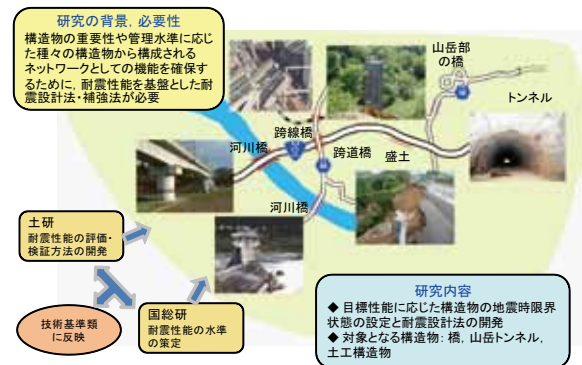 研究の背景，必要性
構造物の重要性や管理水準に応じ
た種々の構造物から構成される
ネットワークとしての機能を確保す
るために，耐震性能を基盤とした耐
震設計法・補強法が必要
山岳部
の橋
トンネル
跨線橋
河川橋
跨道橋
盛土
河川橋
土研
耐震性能の評価・
検証方法の開発
国総研
耐震性能の水準
の策定
技術基準類
に反映
研究内容
◆ 目標性能に応じた構造物の地震時限界
状態の設定と耐震設計法の開発
◆ 対象となる構造物：橋，山岳トンネル，
土工構造物